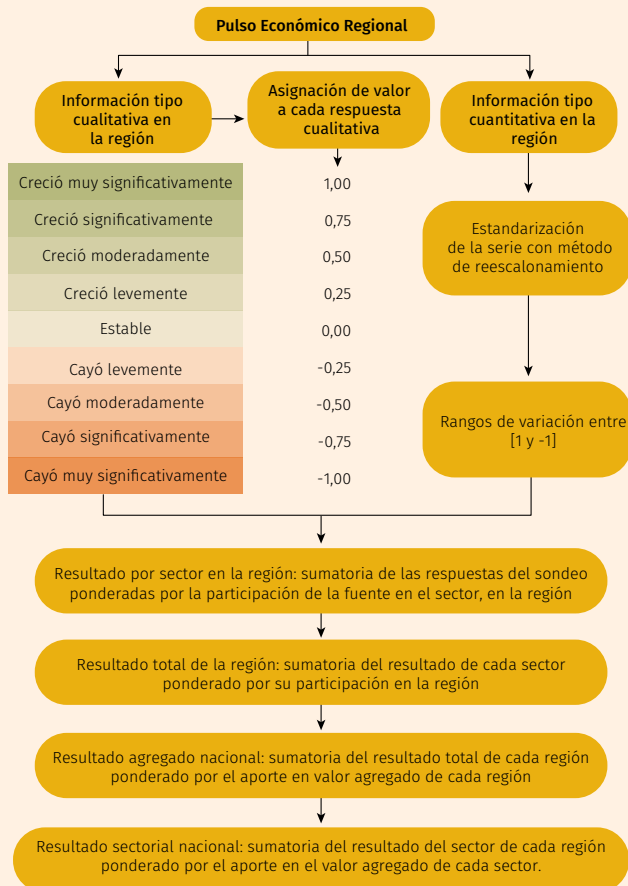 Pulso Económico Regional
Información tipo
cualitativa en
la región
Asignación de valor
a cada respuesta
cualitativa
Información tipo
cuantitativa en la
región
Creció muy significativamente 1,00
Creció significativamente 0,75
Creció moderadamente 0,50
Creció levemente 0,25
Estable 0,00
Cayó levemente -0,25
Cayó moderadamente -0,50
Cayó significativamente -0,75
Cayó muy significativamente -1,00
Estandarización
de la serie con método
de reescalonamiento
Rangos de variación entre
[1 y -1]
Resultado por sector en la región: sumatoria de las respuestas del sondeo
ponderadas por la participación de la fuente en el sector, en la región
Resultado total de la región: sumatoria del resultado de cada sector
ponderado por su participación en la región
Resultado agregado nacional: sumatoria del resultado total de cada región
ponderado por el aporte en valor agregado de cada región
Resultado sectorial nacional: sumatoria del resultado del sector de cada región
ponderado por el aporte en el valor agregado de cada sector.